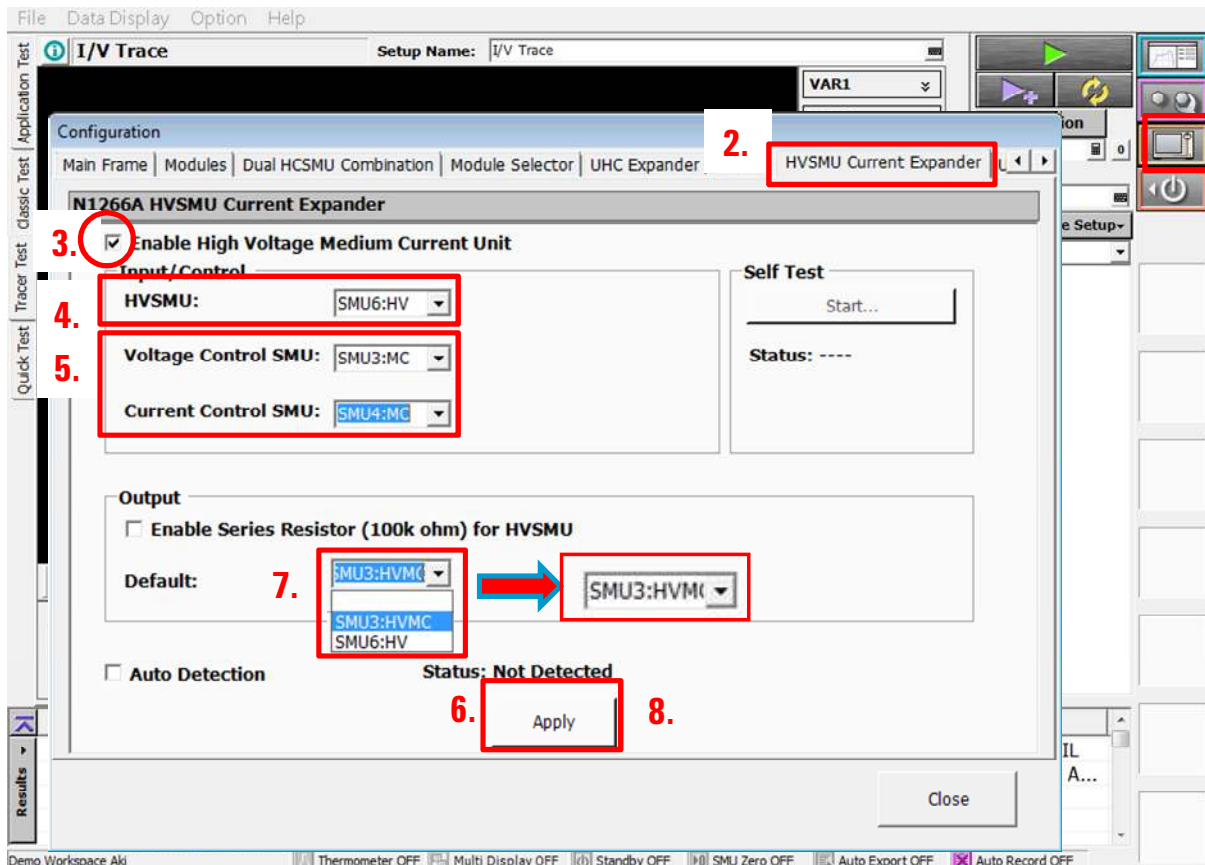 File Data Display Option Help
I/V Trace Setup Name: I/V Trace
VAR1
Configuration
2.
Main Frame Modules Dual HCSMU Combination Module Selector UHC Expander HVSMU Current Expander
0
N1266A HVSMU Current Expander
3. Enable High Voltage Medium Current Unit
e Setup
Input/Control
Self Test
4. HVSMU: SMU6:HV
Start...
5. Voltage Control SMU: SMU3:MC
Status: ----
Current Control SMU: SMU4:MC
Output
Enable Series Resistor (100k ohm) for HVSMU
Default: 7. SMU3:HVMC
SMU3:HVM(
SMU3:HVMC
SMU6:HV
Auto Detection Status: Not Detected
6. Apply 8.
IL
A...
Close
Quick Test Tracer Test Classic Test Application Test
Results
Demo Workspace Aki Thermometer OFF Multi Display OFF Standby OFF SMU Zero OFF Auto Export OFF Auto Record OFF